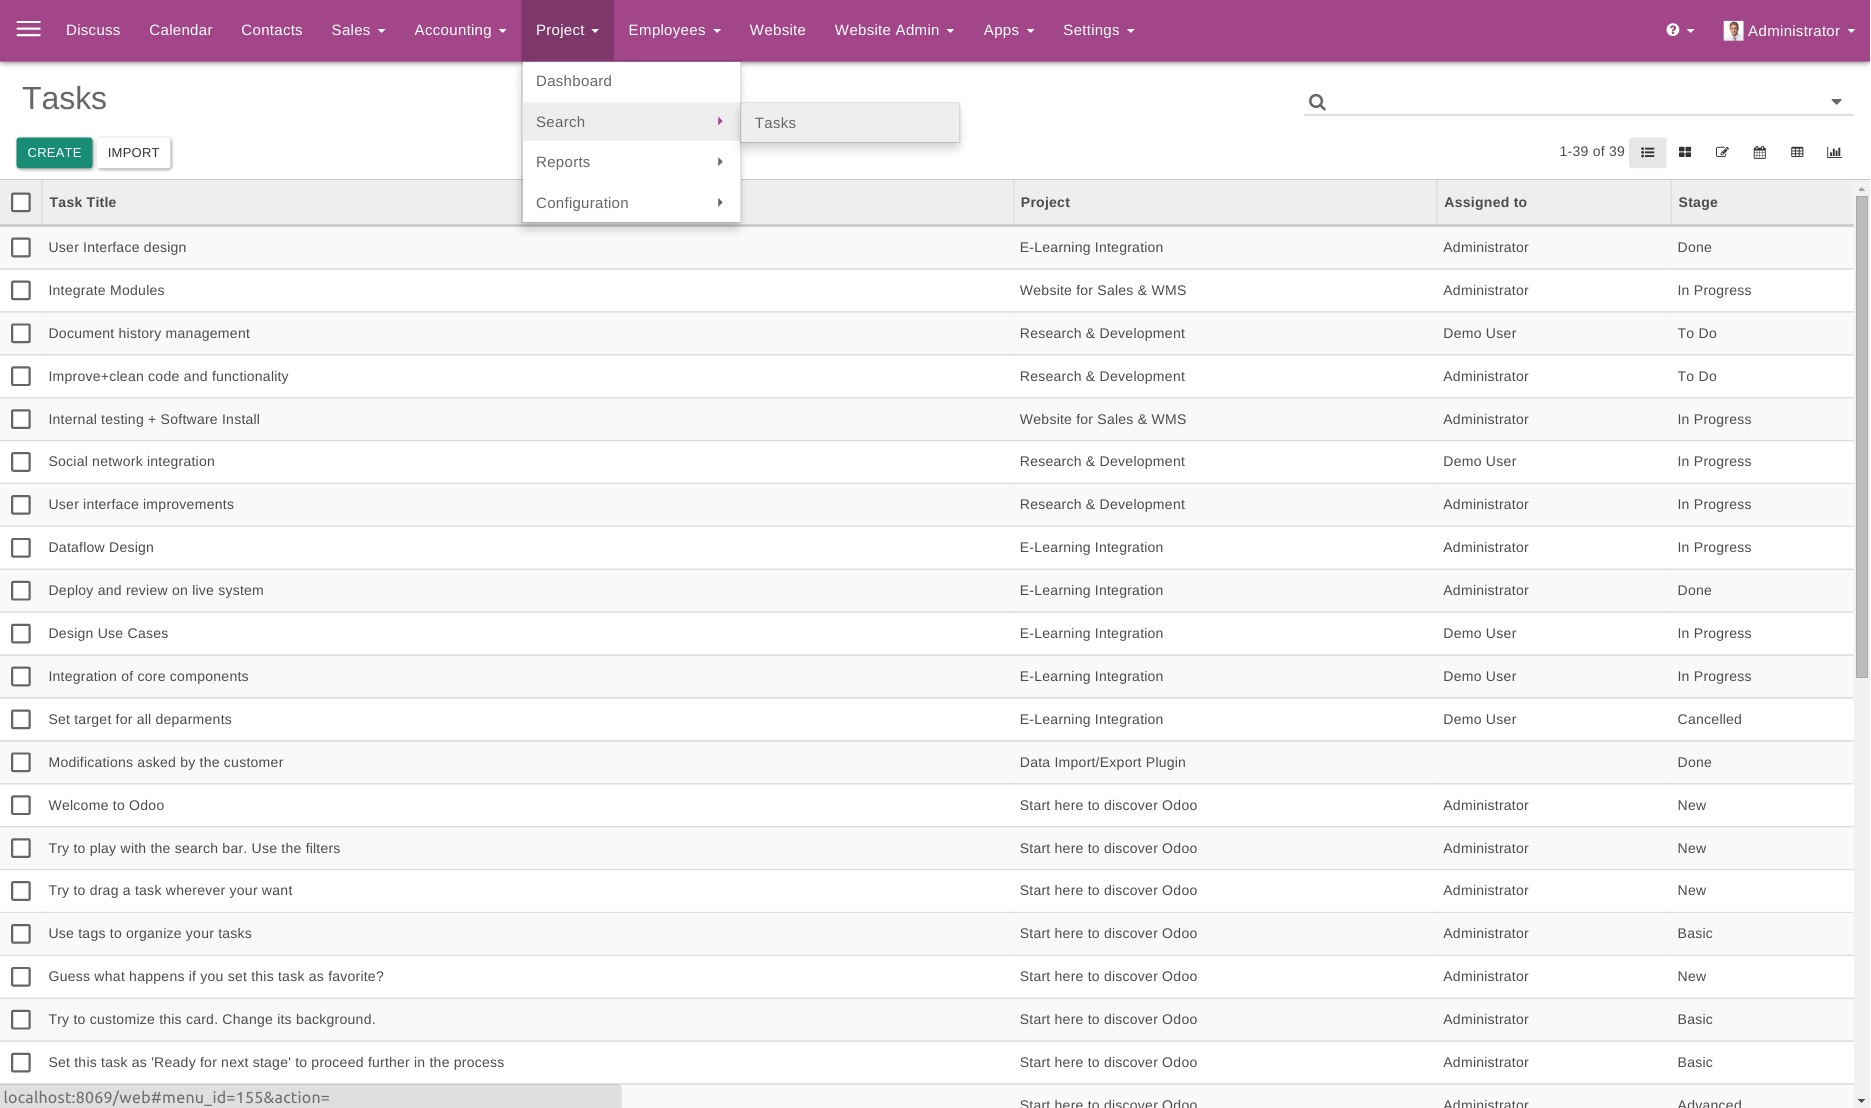 Discuss Calendar Contacts Sales Accounting Project Employees Website Website Admin Apps Settings Administrator
Tasks
Dashboard
Search
Tasks
Reports
Configuration
CREATE IMPORT
1-39 of 39
Task Title Project Assigned to Stage
User Interface design E-Learning Integration Administrator Done
Integrate Modules Website for Sales & WMS Administrator In Progress
Document history management Research & Development Demo User To Do
Improve+clean code and functionality Research & Development Administrator To Do
Internal testing + Software Install Website for Sales & WMS Administrator In Progress
Social network integration Research & Development Demo User In Progress
User interface improvements Research & Development Administrator In Progress
Dataflow Design E-Learning Integration Administrator In Progress
Deploy and review on live system E-Learning Integration Administrator Done
Design Use Cases E-Learning Integration Demo User In Progress
Integration of core components E-Learning Integration Demo User In Progress
Set target for all deparments E-Learning Integration Demo User Cancelled
Modifications asked by the customer Data Import/Export Plugin Done
Welcome to Odoo Start here to discover Odoo Administrator New
Try to play with the search bar. Use the filters Start here to discover Odoo Administrator New
Try to drag a task wherever your want Start here to discover Odoo Administrator New
Use tags to organize your tasks Start here to discover Odoo Administrator Basic
Guess what happens if you set this task as favorite? Start here to discover Odoo Administrator New
Try to customize this card. Change its background. Start here to discover Odoo Administrator Basic
Set this task as 'Ready for next stage' to proceed further in the process Start here to discover Odoo Administrator Basic
Start here to discover Odoo Administrator Advanced
localhost:8069/web#menu_id=155&action=